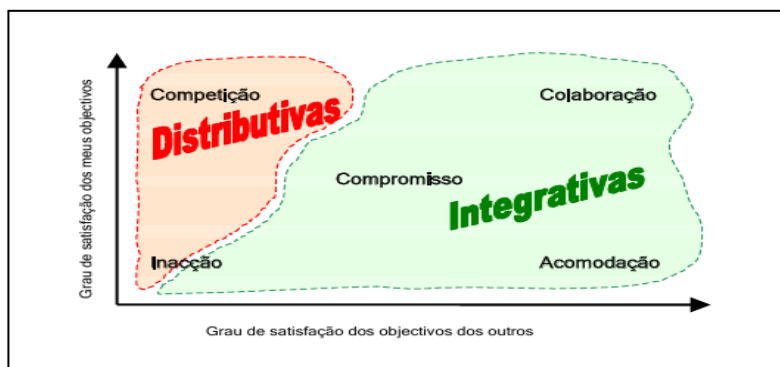 Grau de satisfação dos meus objectivos
Competição
Colaboração
Distributivas
Compromisso
Integrativas
Inacção
Acomodação
Grau de satisfação dos objectivos dos outros